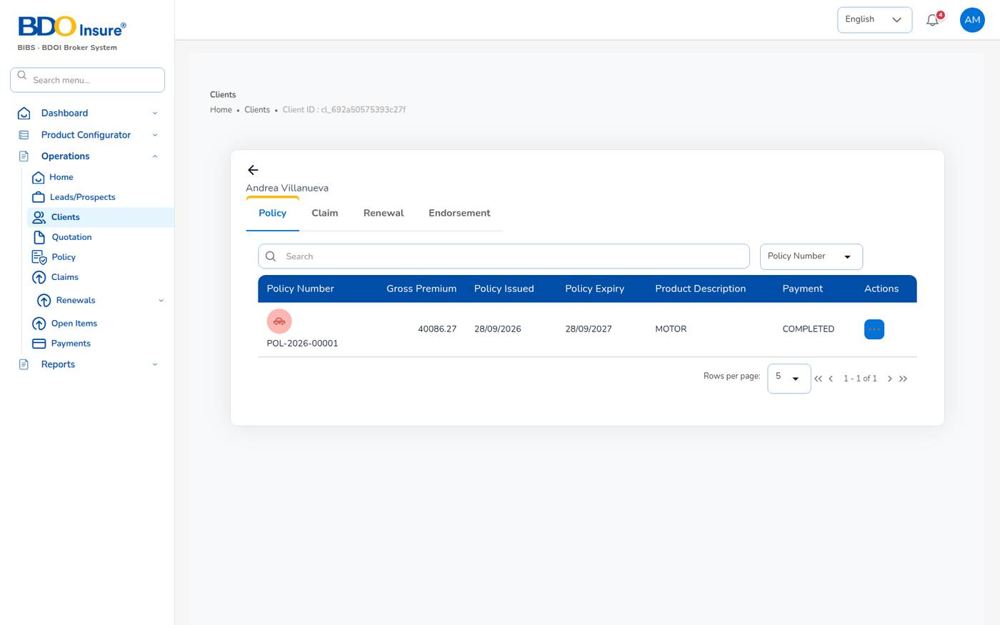 BDO Insure®
BIBS · BDOI Broker System
Search menu...
Dashboard
Product Configurator
Operations
Home
Leads/Prospects
Clients
Quotation
Policy
Claims
Renewals
Open Items
Payments
Reports
English
4
AM
Clients
Home • Clients • Client ID : cl_692a50575393c27f
Andrea Villanueva
Policy Claim Renewal Endorsement
Search
Policy Number
Policy Number Gross Premium Policy Issued Policy Expiry Product Description Payment Actions
POL-2026-00001 40086.27 28/09/2026 28/09/2027 MOTOR COMPLETED
Rows per page: 5 1 - 1 of 1